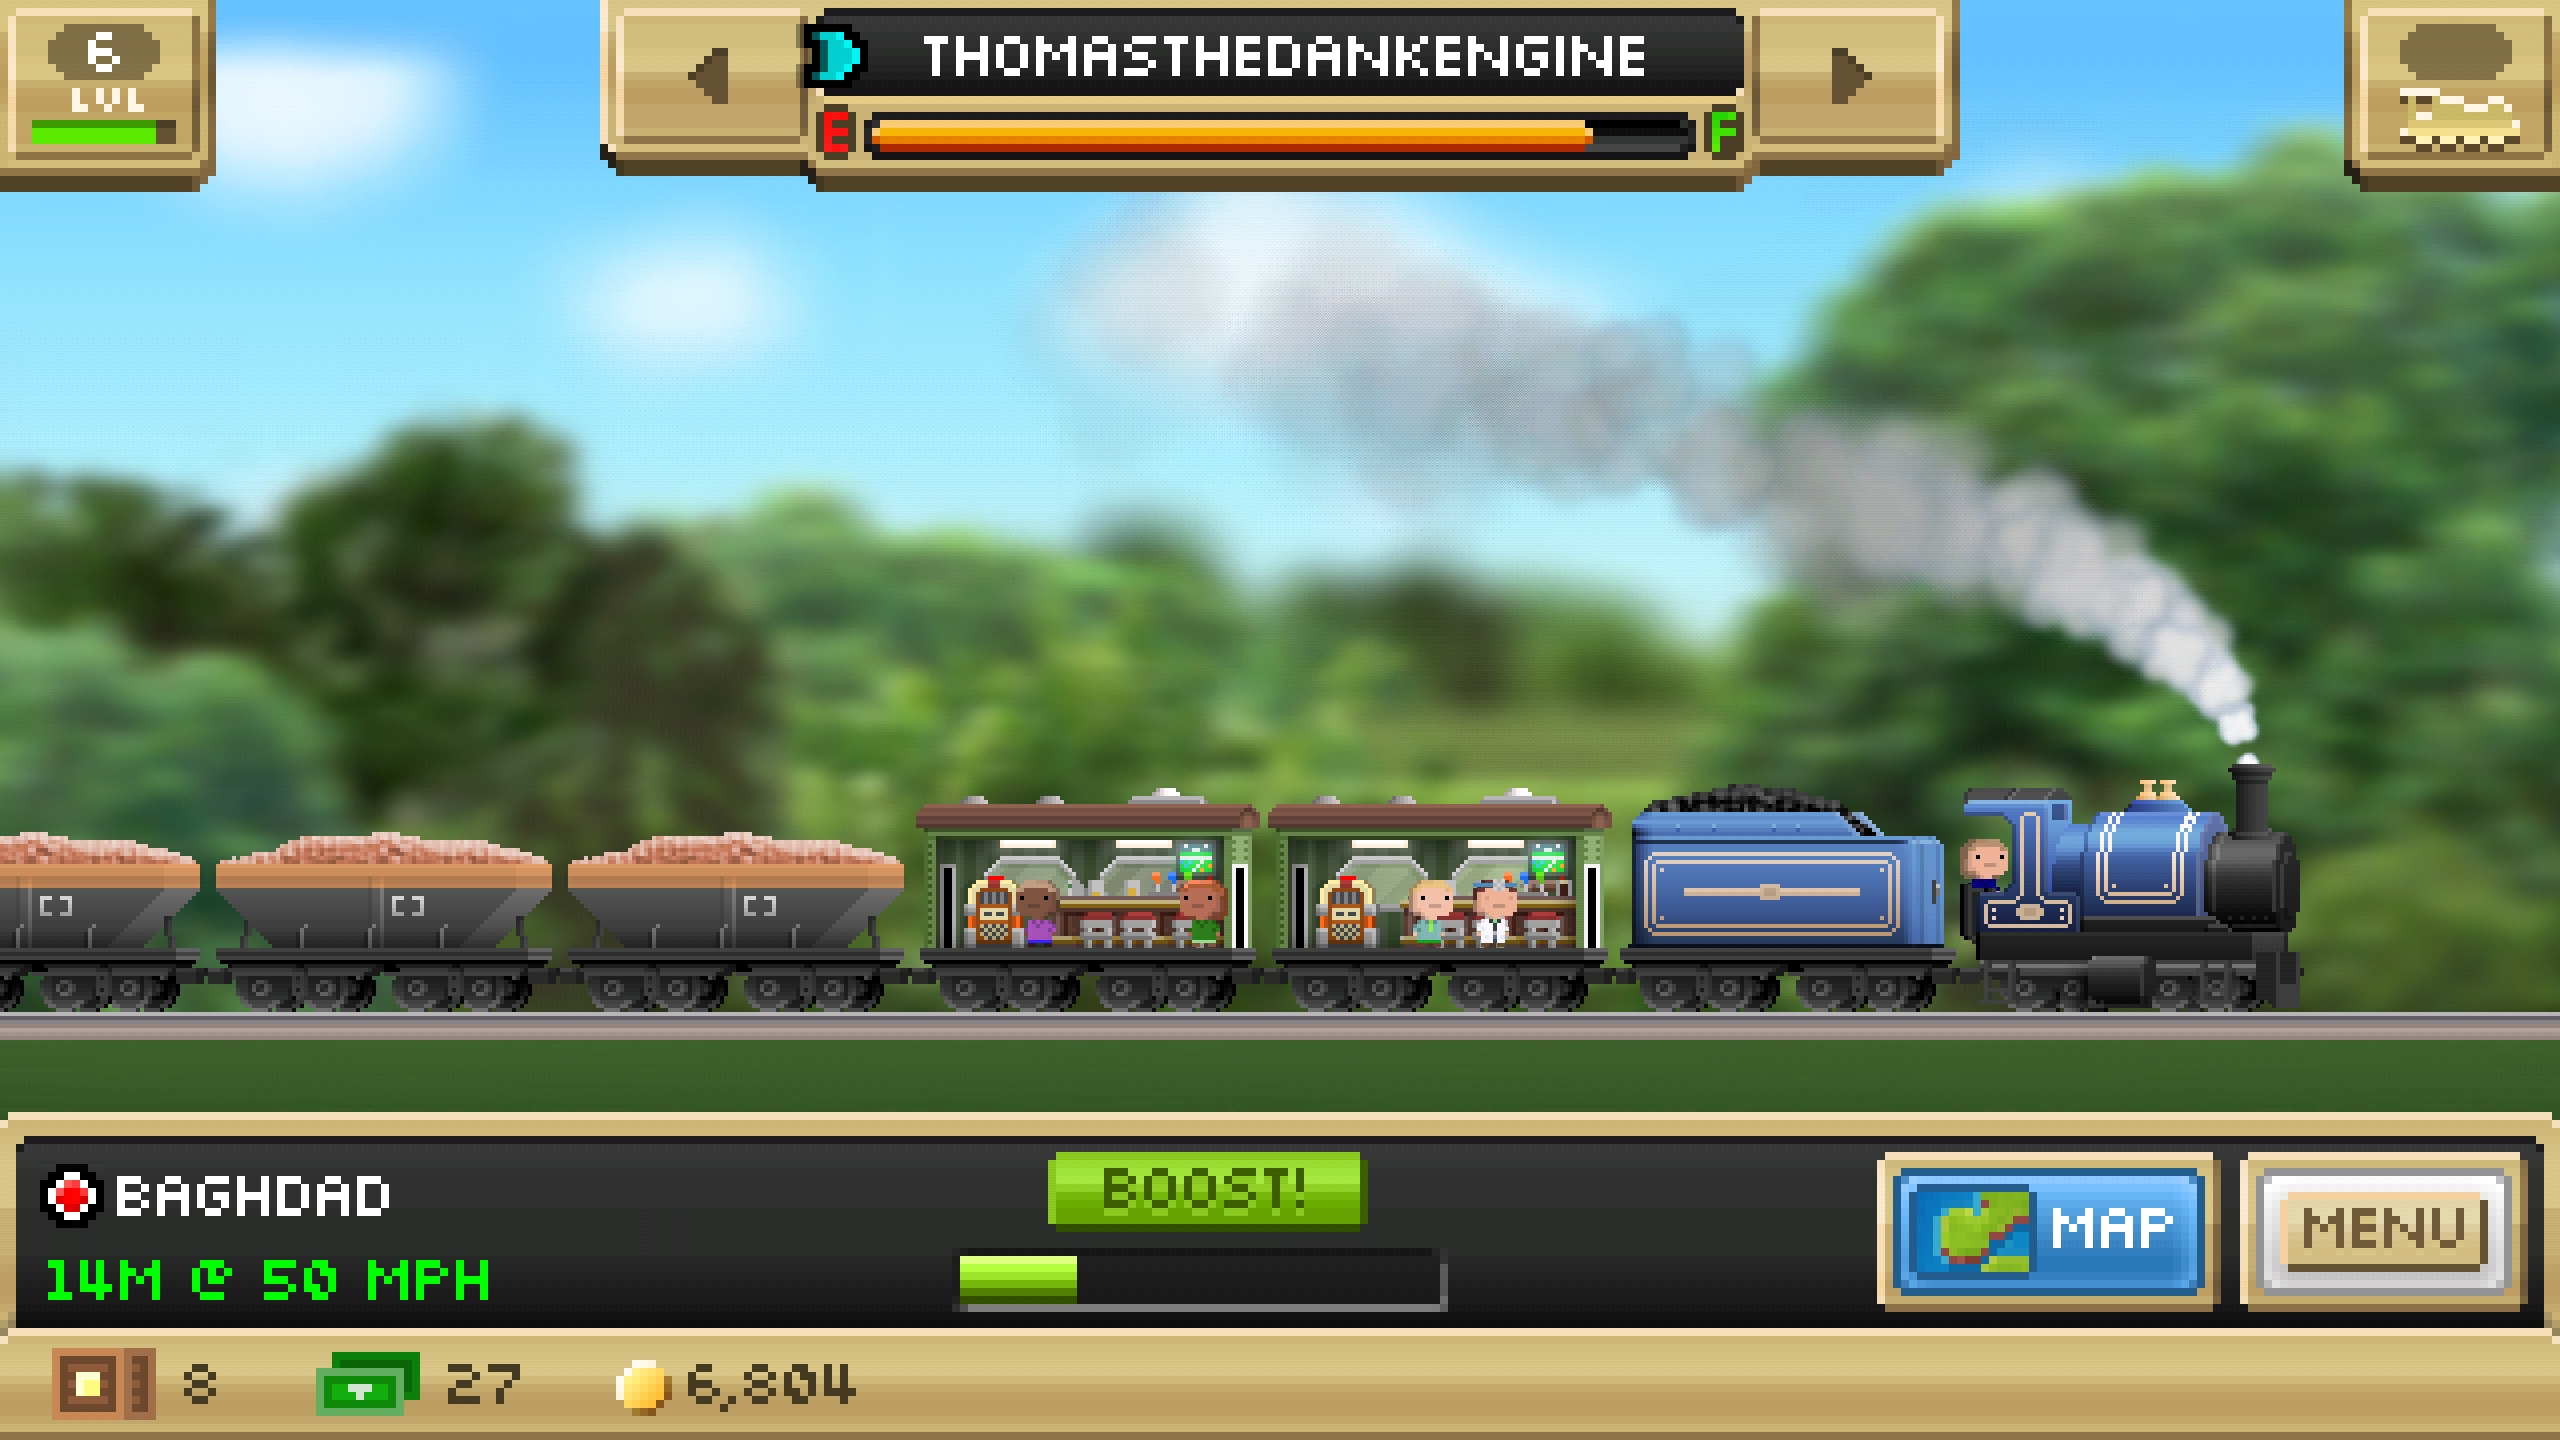 6
LVL
THOMASTHEDANKENGINE
E F
BAGHDAD
14M @ 50 MPH
BOOST!
MAP
MENU
8
27
6,804